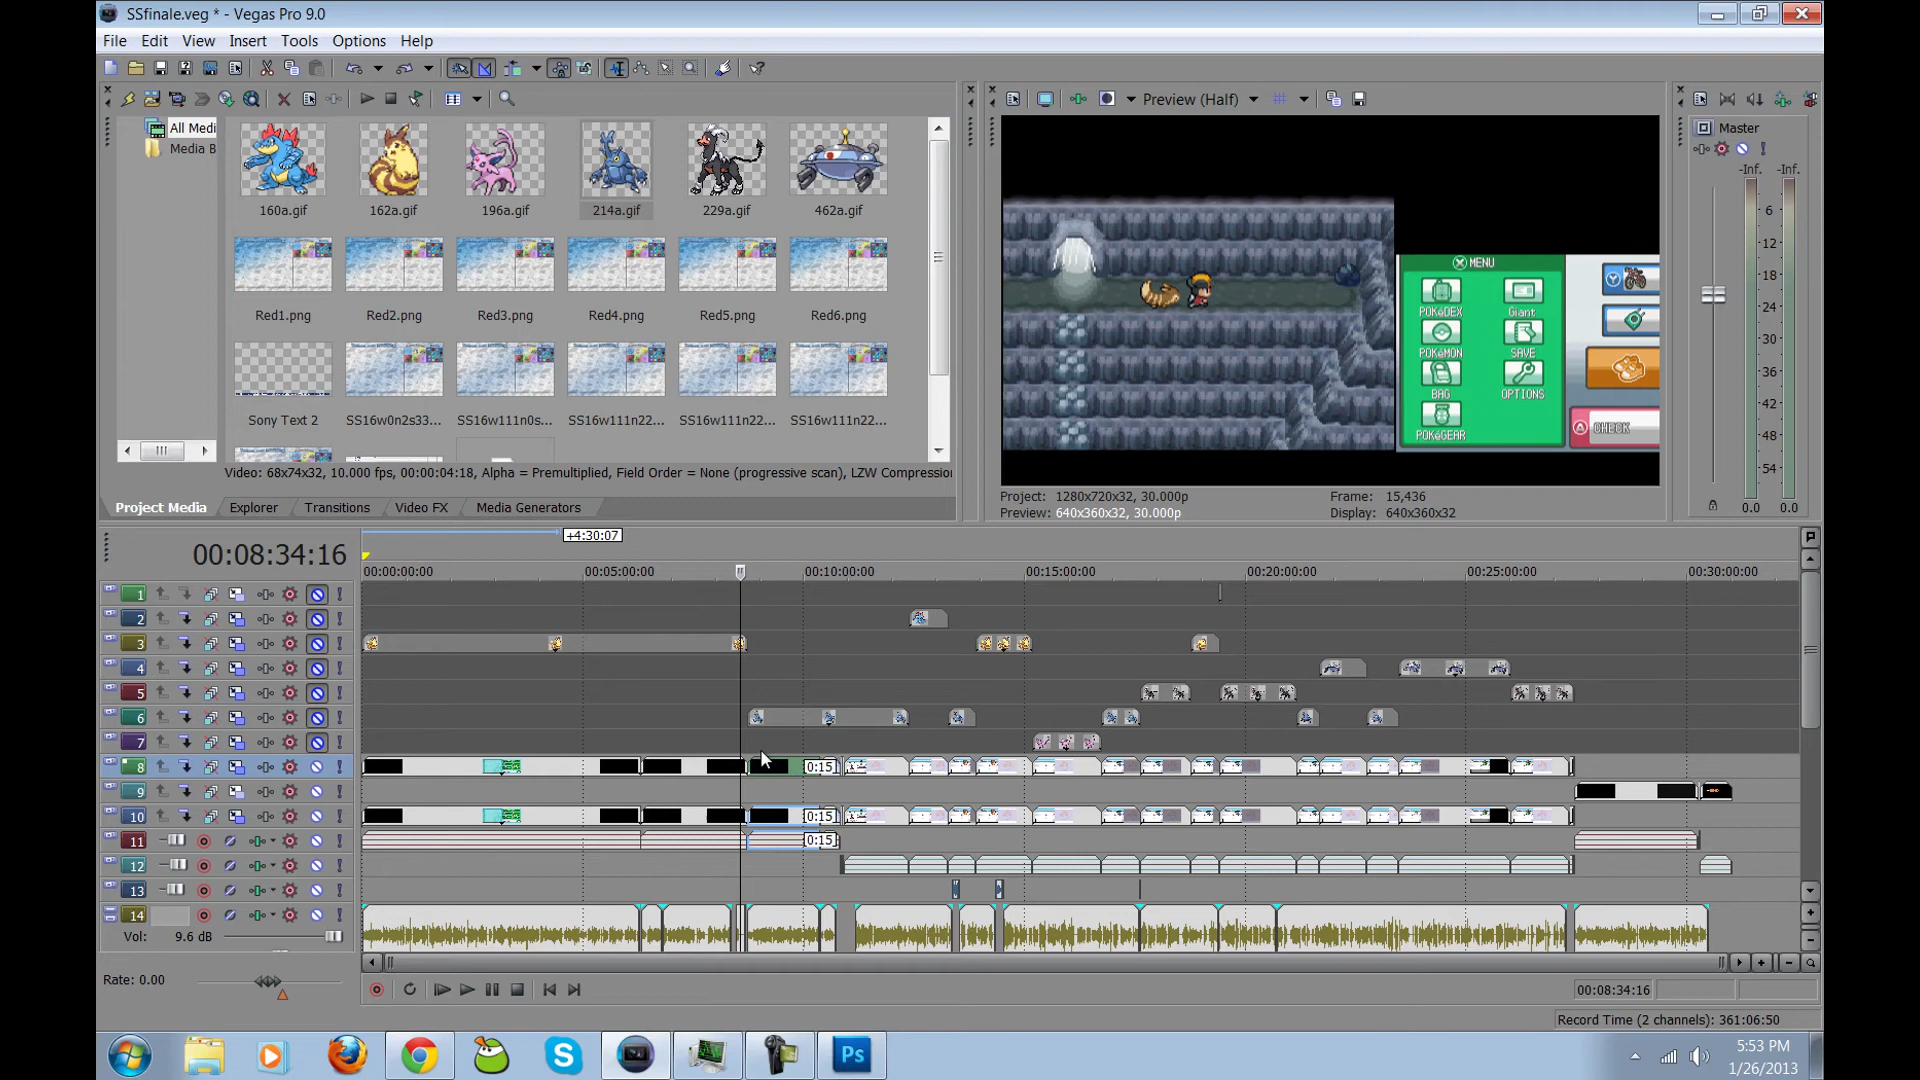 SSfinale.veg * - Vegas Pro 9.0
File Edit View Insert Tools Options Help
All Medi
Media B
160a.gif 162a.gif 196a.gif 214a.gif 229a.gif 462a.gif
Red1.png Red2.png Red3.png Red4.png Red5.png Red6.png
Sony Text 2 SS16w0n2s33... SS16w111n0s... SS16w111n22... SS16w111n22... SS16w111n22...
Video: 68x74x32, 10.000 fps, 00:00:04:18, Alpha = Premultiplied, Field Order = None (progressive scan), LZW Compressio
Project Media Explorer Transitions Video FX Media Generators
Preview (Half)
MENU
POKéDEX Giant
POKéMON SAVE
BAG OPTIONS
POKéGEAR
Y
A CHECK
Project: 1280x720x32, 30.000p Frame: 15,436
Preview: 640x360x32, 30.000p Display: 640x360x32
Master
-Inf. -Inf.
6
12
18
24
30
36
42
48
54
0.0 0.0
00:08:34:16
+4:30:07
00:00:00:00 00:05:00:00 00:10:00:00 00:15:00:00 00:20:00:00 00:25:00:00 00:30:00:00
1
2
3
4
5
6
7
8 0:15
9
10 0:15
11 0:15
12
13
14
Vol: 9.6 dB
Rate: 0.00
00:08:34:16
Record Time (2 channels): 361:06:50
S
Ps
5:53 PM
1/26/2013